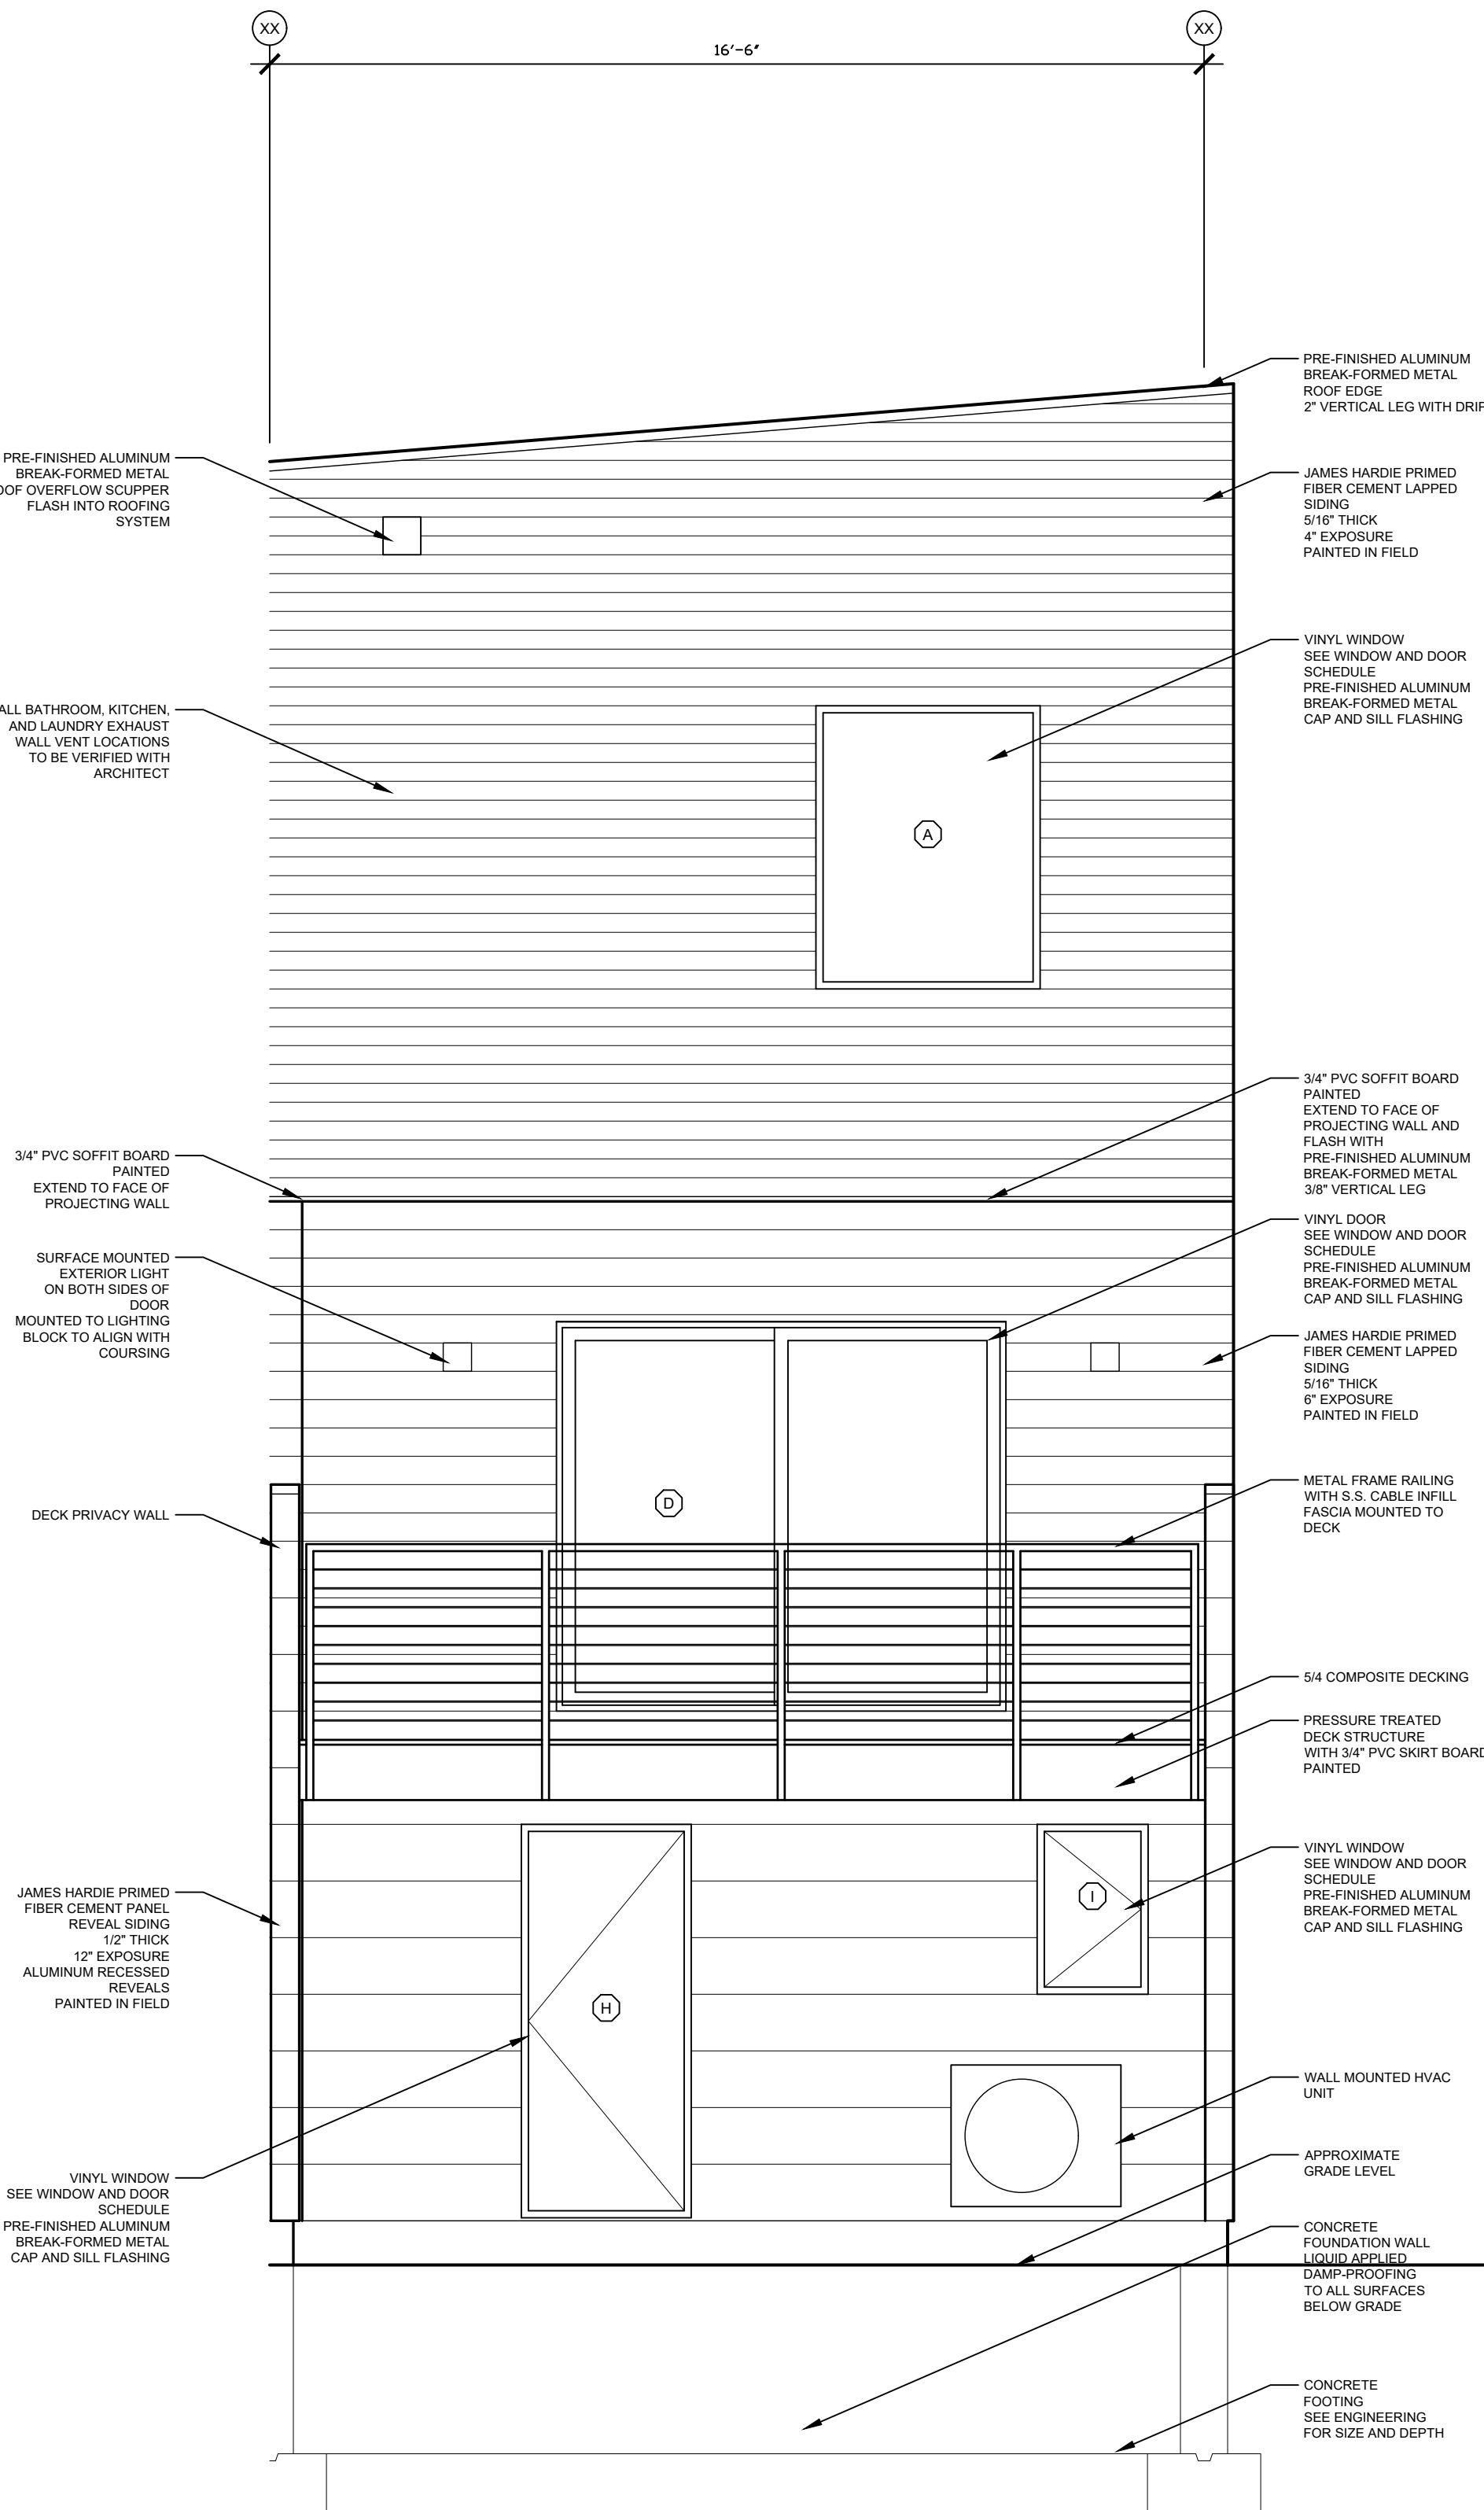 XX
XX
16'-6"
PRE-FINISHED ALUMINUM
BREAK-FORMED METAL
ROOF EDGE
2" VERTICAL LEG WITH DRIP
PRE-FINISHED ALUMINUM
BREAK-FORMED METAL
OOF OVERFLOW SCUPPER
FLASH INTO ROOFING
SYSTEM
JAMES HARDIE PRIMED
FIBER CEMENT LAPPED
SIDING
5/16" THICK
4" EXPOSURE
PAINTED IN FIELD
VINYL WINDOW
SEE WINDOW AND DOOR
SCHEDULE
PRE-FINISHED ALUMINUM
BREAK-FORMED METAL
CAP AND SILL FLASHING
ALL BATHROOM, KITCHEN,
AND LAUNDRY EXHAUST
WALL VENT LOCATIONS
TO BE VERIFIED WITH
ARCHITECT
A
3/4" PVC SOFFIT BOARD
PAINTED
EXTEND TO FACE OF
PROJECTING WALL AND
FLASH WITH
PRE-FINISHED ALUMINUM
BREAK-FORMED METAL
3/8" VERTICAL LEG
3/4" PVC SOFFIT BOARD
PAINTED
EXTEND TO FACE OF
PROJECTING WALL
VINYL DOOR
SEE WINDOW AND DOOR
SCHEDULE
PRE-FINISHED ALUMINUM
BREAK-FORMED METAL
CAP AND SILL FLASHING
SURFACE MOUNTED
EXTERIOR LIGHT
ON BOTH SIDES OF
DOOR
MOUNTED TO LIGHTING
BLOCK TO ALIGN WITH
COURSING
JAMES HARDIE PRIMED
FIBER CEMENT LAPPED
SIDING
5/16" THICK
6" EXPOSURE
PAINTED IN FIELD
METAL FRAME RAILING
WITH S.S. CABLE INFILL
FASCIA MOUNTED TO
DECK
D
DECK PRIVACY WALL
5/4 COMPOSITE DECKING
PRESSURE TREATED
DECK STRUCTURE
WITH 3/4" PVC SKIRT BOARD
PAINTED
VINYL WINDOW
SEE WINDOW AND DOOR
SCHEDULE
PRE-FINISHED ALUMINUM
BREAK-FORMED METAL
CAP AND SILL FLASHING
I
JAMES HARDIE PRIMED
FIBER CEMENT PANEL
REVEAL SIDING
1/2" THICK
12" EXPOSURE
ALUMINUM RECESSED
REVEALS
PAINTED IN FIELD
H
WALL MOUNTED HVAC
UNIT
APPROXIMATE
GRADE LEVEL
VINYL WINDOW
SEE WINDOW AND DOOR
SCHEDULE
PRE-FINISHED ALUMINUM
BREAK-FORMED METAL
CAP AND SILL FLASHING
CONCRETE
FOUNDATION WALL
LIQUID APPLIED
DAMP-PROOFING
TO ALL SURFACES
BELOW GRADE
CONCRETE
FOOTING
SEE ENGINEERING
FOR SIZE AND DEPTH